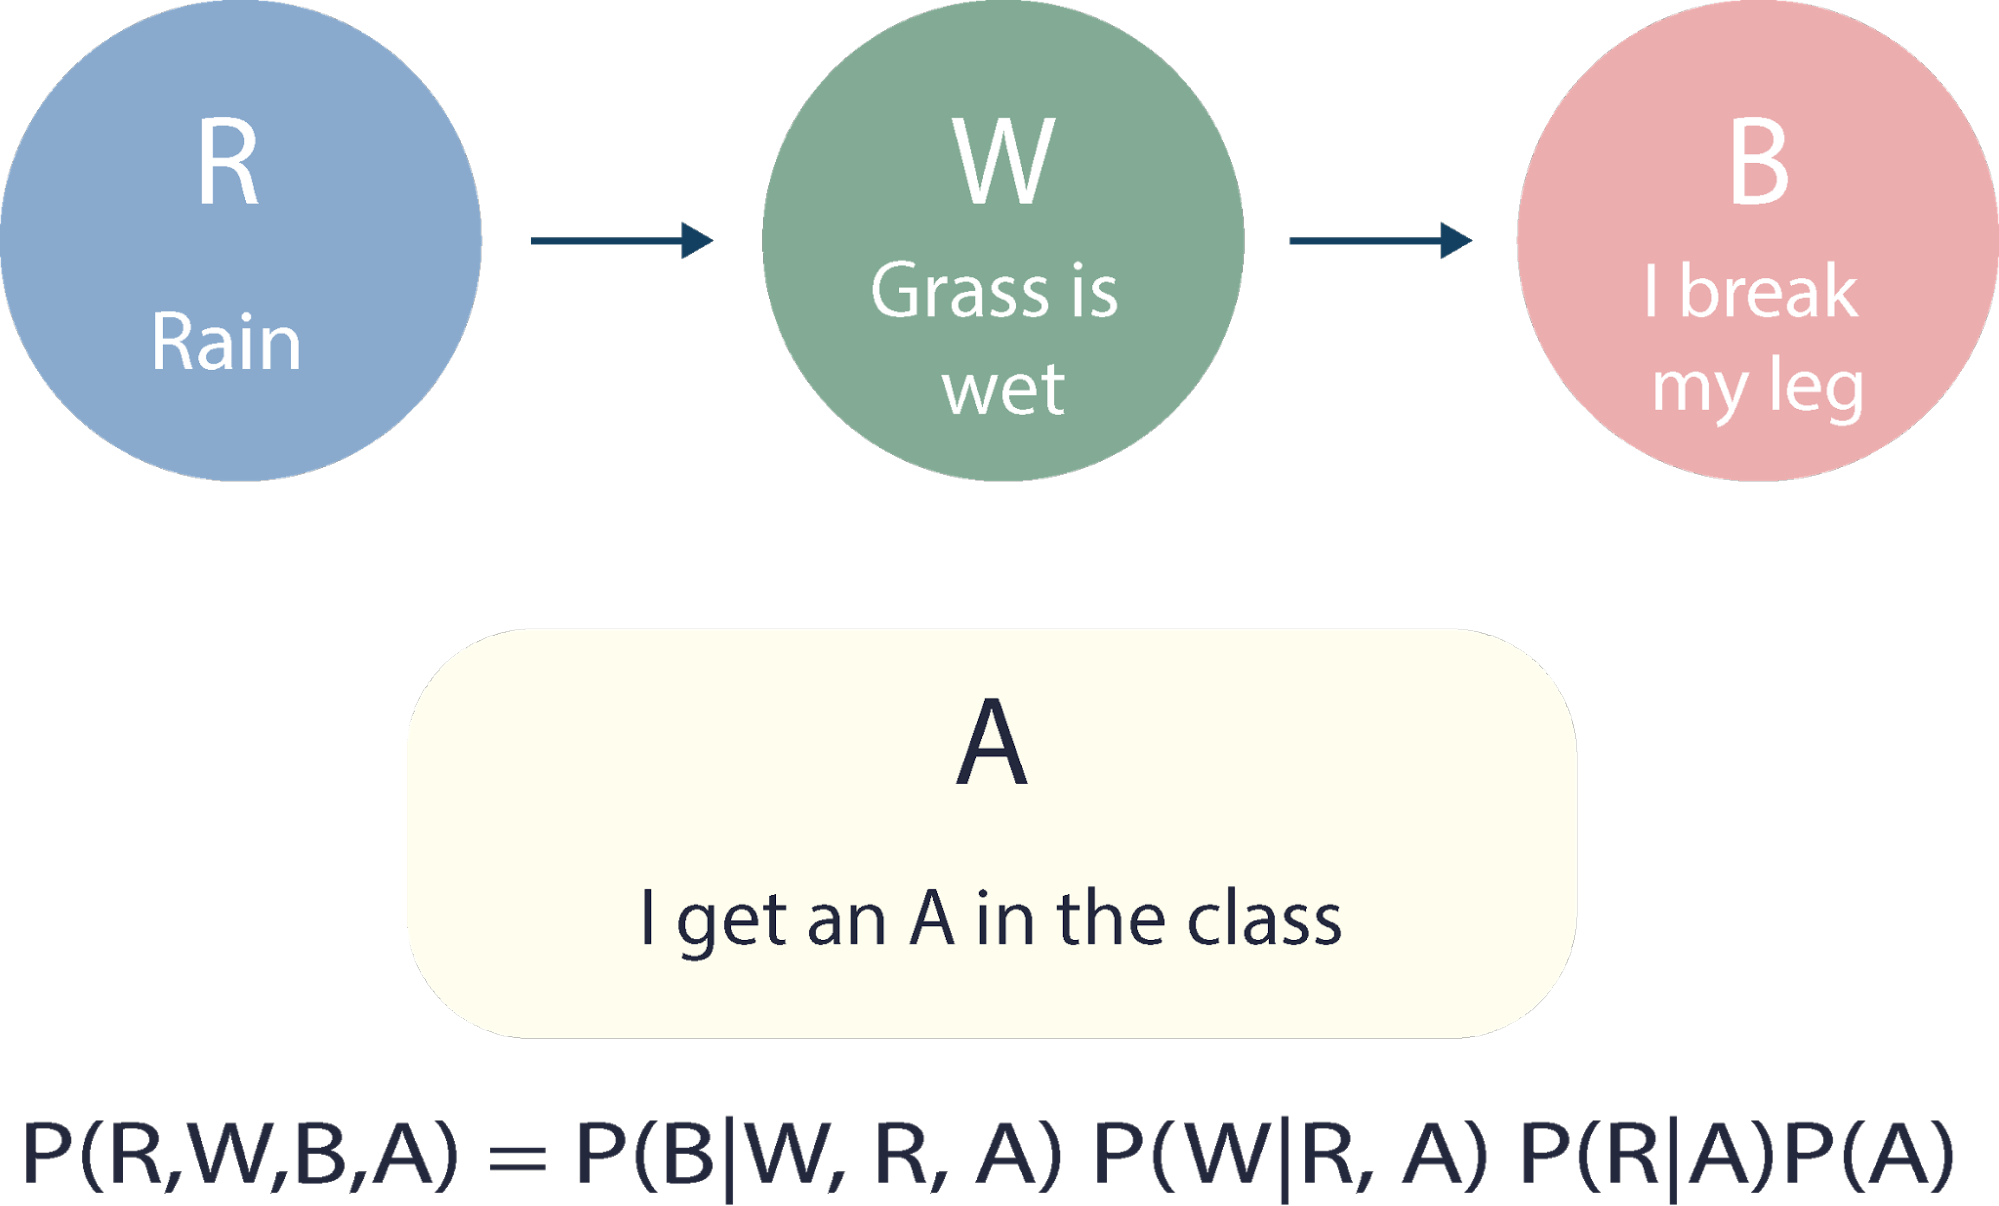 R
Rain
W
Grass is
wet
B
I break
my leg
A
I get an A in the class
P(R,W,B,A) = P(B|W, R, A) P(W|R, A) P(R|A)P(A)